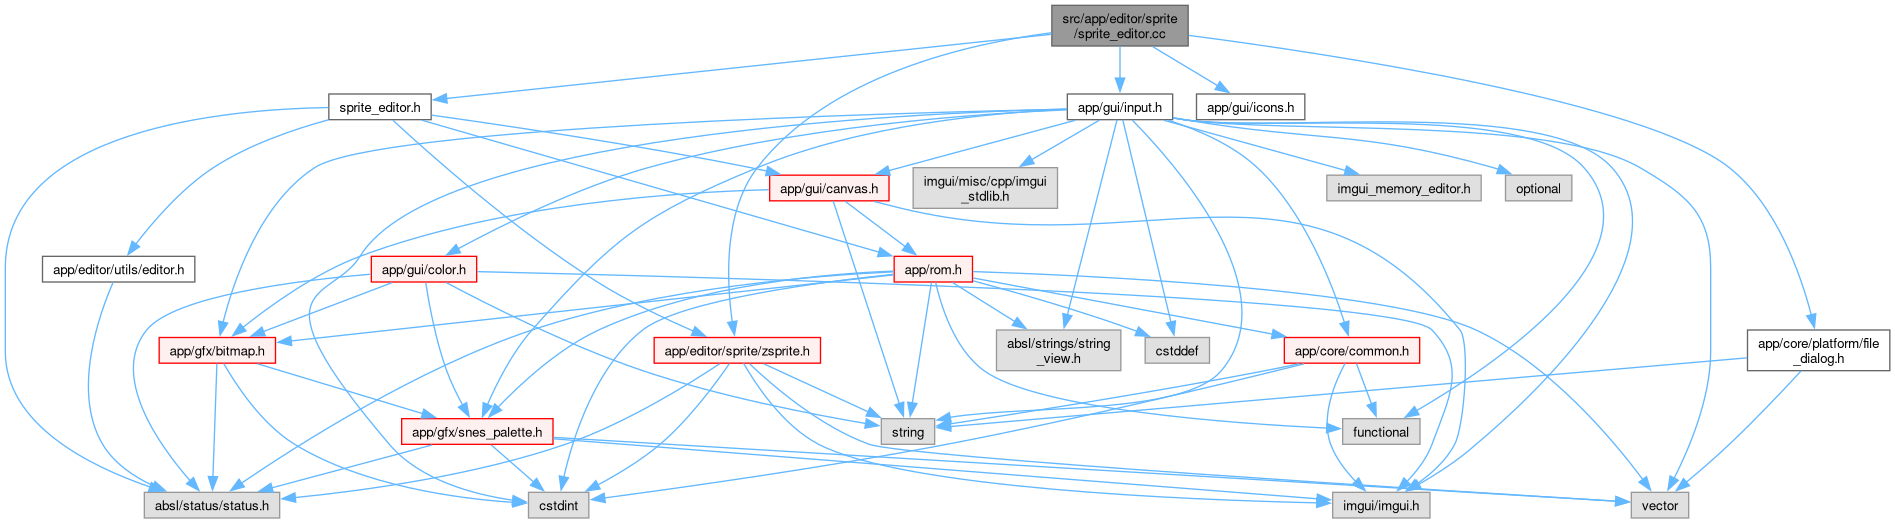 src/app/editor/sprite
/sprite_editor.cc
sprite_editor.h
app/gui/input.h
app/gui/icons.h
app/gui/canvas.h
imgui/misc/cpp/imgui
_stdlib.h
imgui_memory_editor.h
optional
app/editor/utils/editor.h
app/gui/color.h
app/rom.h
app/gfx/bitmap.h
app/editor/sprite/zsprite.h
absl/strings/string
_view.h
cstddef
app/core/common.h
app/core/platform/file
_dialog.h
app/gfx/snes_palette.h
string
functional
absl/status/status.h
cstdint
imgui/imgui.h
vector